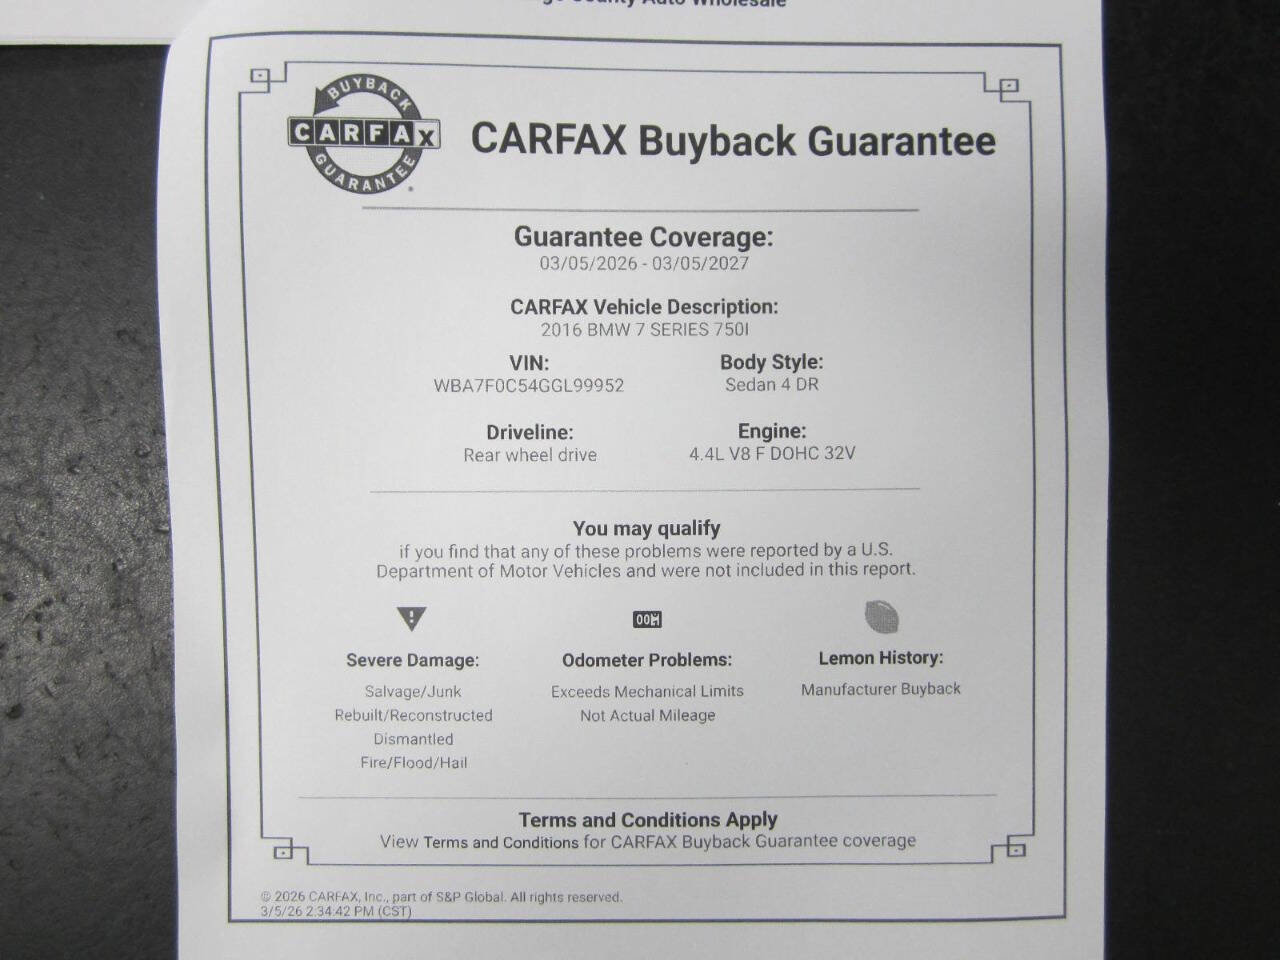 County Auto Wholesale
BUYBACK
CARFAX
GUARANTEE
CARFAX Buyback Guarantee
Guarantee Coverage:
03/05/2026 - 03/05/2027
CARFAX Vehicle Description:
2016 BMW 7 SERIES 750I
VIN: Body Style:
WBA7F0C54GGL99952 Sedan 4 DR
Driveline: Engine:
Rear wheel drive 4.4L V8 F DOHC 32V
You may qualify
if you find that any of these problems were reported by a U.S.
Department of Motor Vehicles and were not included in this report.
Severe Damage: Odometer Problems: Lemon History:
Salvage/Junk Exceeds Mechanical Limits Manufacturer Buyback
Rebuilt/Reconstructed Not Actual Mileage
Dismantled
Fire/Flood/Hail
Terms and Conditions Apply
View Terms and Conditions for CARFAX Buyback Guarantee coverage
© 2026 CARFAX, Inc., part of S&P Global. All rights reserved.
3/5/26 2:34:42 PM (CST)